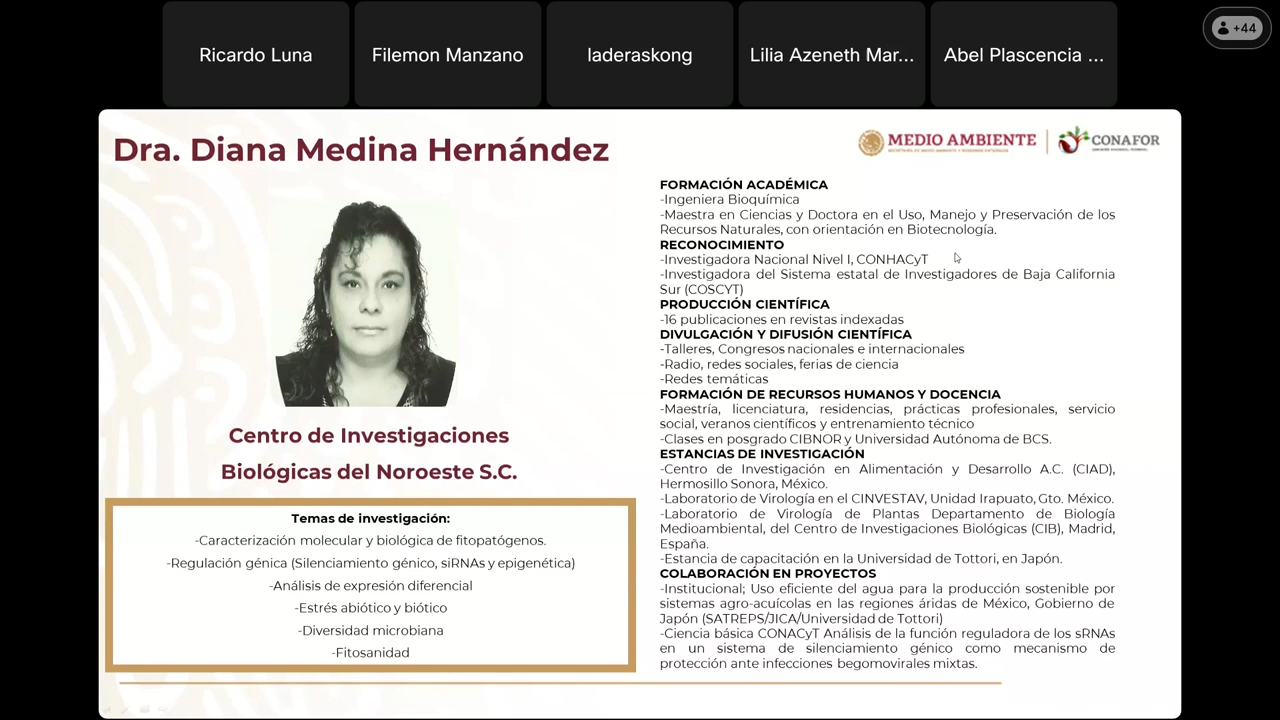 Ricardo Luna
Filemon Manzano
laderaskong
Lilia Azeneth Mar...
Abel Plascencia ...
+44
Dra. Diana Medina Hernández
MEDIO AMBIENTE
CONAFOR
Centro de Investigaciones
Biológicas del Noroeste S.C.
Temas de investigación:
-Caracterización molecular y biológica de fitopatógenos.
-Regulación génica (Silenciamiento génico, siRNAs y epigenética)
-Análisis de expresión diferencial
-Estrés abiótico y biótico
-Diversidad microbiana
-Fitosanidad
FORMACIÓN ACADÉMICA
-Ingeniera Bioquímica
-Maestra en Ciencias y Doctora en el Uso, Manejo y Preservación de los
Recursos Naturales, con orientación en Biotecnología.
RECONOCIMIENTO
-Investigadora Nacional Nivel I, CONHACyT
-Investigadora del Sistema estatal de Investigadores de Baja California
Sur (COSCYT)
PRODUCCIÓN CIENTÍFICA
-16 publicaciones en revistas indexadas
DIVULGACIÓN Y DIFUSIÓN CIENTÍFICA
-Talleres, Congresos nacionales e internacionales
-Radio, redes sociales, ferias de ciencia
-Redes temáticas
FORMACIÓN DE RECURSOS HUMANOS Y DOCENCIA
-Maestría, licenciatura, residencias, prácticas profesionales, servicio
social, veranos científicos y entrenamiento técnico
-Clases en posgrado CIBNOR y Universidad Autónoma de BCS.
ESTANCIAS DE INVESTIGACIÓN
-Centro de Investigación en Alimentación y Desarrollo A.C. (CIAD),
Hermosillo Sonora, México.
-Laboratorio de Virología en el CINVESTAV, Unidad Irapuato, Gto. México.
-Laboratorio de Virología de Plantas Departamento de Biología
Medioambiental, del Centro de Investigaciones Biológicas (CIB), Madrid,
España.
-Estancia de capacitación en la Universidad de Tottori, en Japón.
COLABORACIÓN EN PROYECTOS
-Institucional; Uso eficiente del agua para la producción sostenible por
sistemas agro-acuícolas en las regiones áridas de México, Gobierno de
Japón (SATREPS/JICA/Universidad de Tottori)
-Ciencia básica CONACyT Análisis de la función reguladora de los sRNAs
en un sistema de silenciamiento génico como mecanismo de
protección ante infecciones begomovirales mixtas.